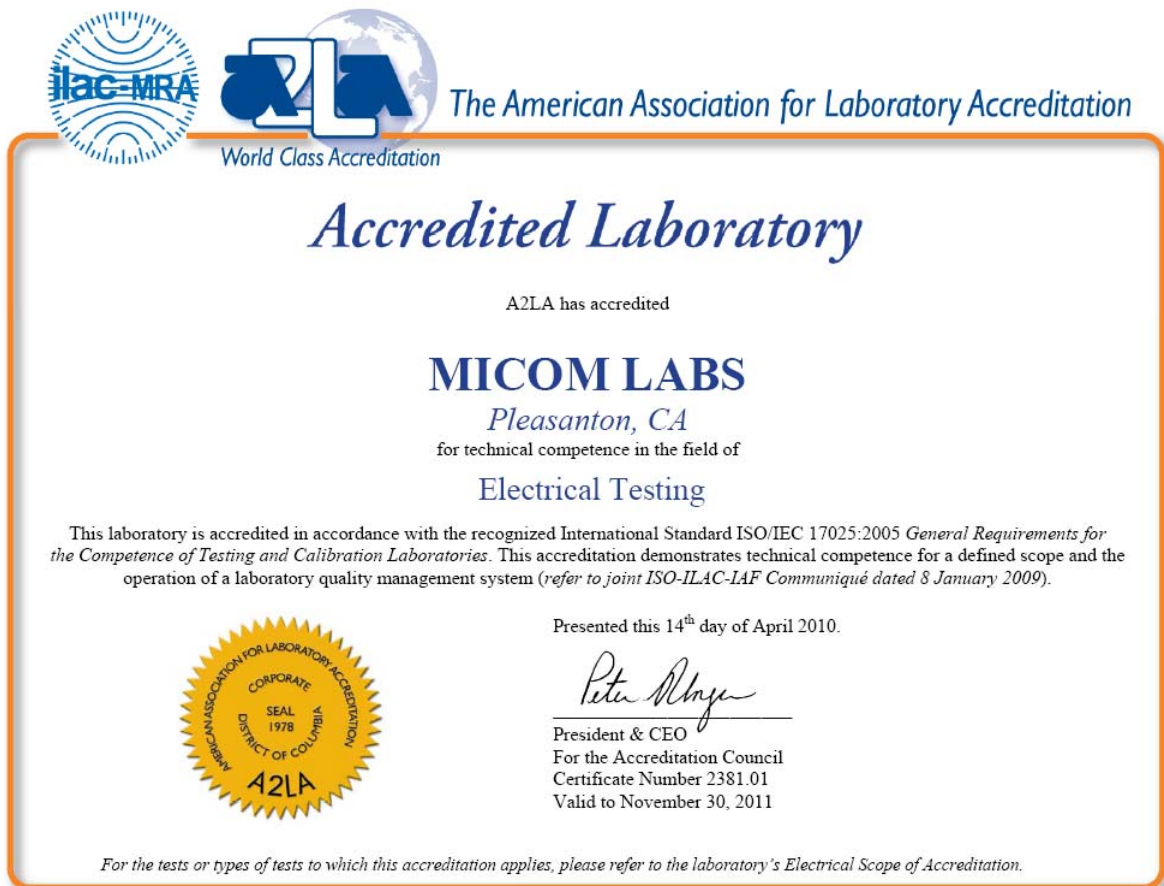 ilac-MRA
A2LA
The American Association for Laboratory Accreditation
World Class Accreditation
Accredited Laboratory
A2LA has accredited
MICOM LABS
Pleasanton, CA
for technical competence in the field of
Electrical Testing
This laboratory is accredited in accordance with the recognized International Standard ISO/IEC 17025:2005 General Requirements for
the Competence of Testing and Calibration Laboratories. This accreditation demonstrates technical competence for a defined scope and the
operation of a laboratory quality management system (refer to joint ISO-ILAC-IAF Communiqué dated 8 January 2009).
AMERICAN ASSOCIATION FOR LABORATORY ACCREDITATION
CORPORATE
SEAL
1978
DISTRICT OF COLUMBIA
A2LA
Presented this 14th day of April 2010.
President & CEO
For the Accreditation Council
Certificate Number 2381.01
Valid to November 30, 2011
For the tests or types of tests to which this accreditation applies, please refer to the laboratory's Electrical Scope of Accreditation.